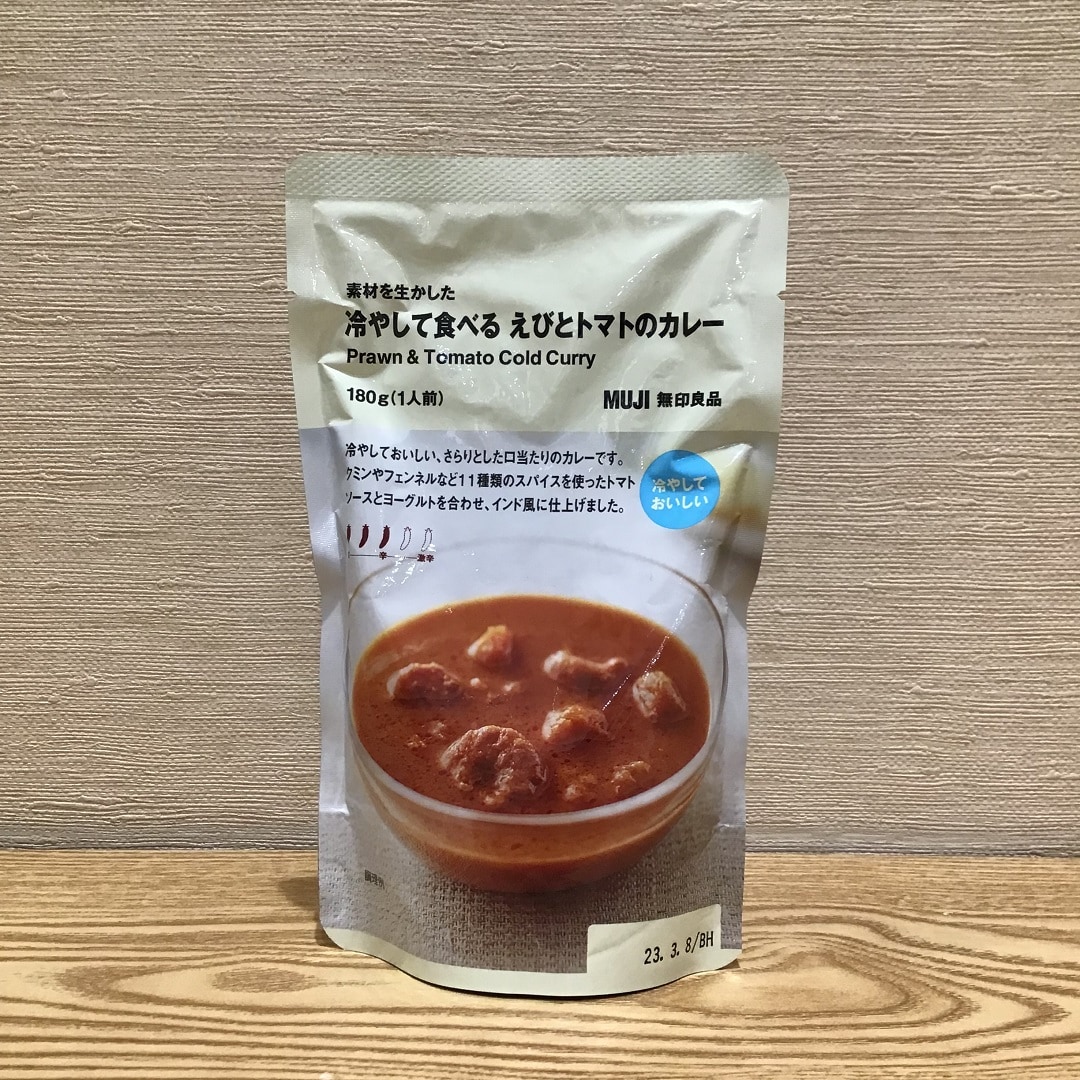 素材を生かした
冷やして食べる えびとトマトのカレー
Prawn & Tomato Cold Curry
180g(1人前)
MUJI 無印良品
冷やしておいしい、さらりとした口当たりのカレーです。
クミンやフェンネルなど11種類のスパイスを使ったトマト
ソースとヨーグルトを合わせ、インド風に仕上げました。
冷やして
おいしい
辛 激辛
調理例
23. 3. 8/BH